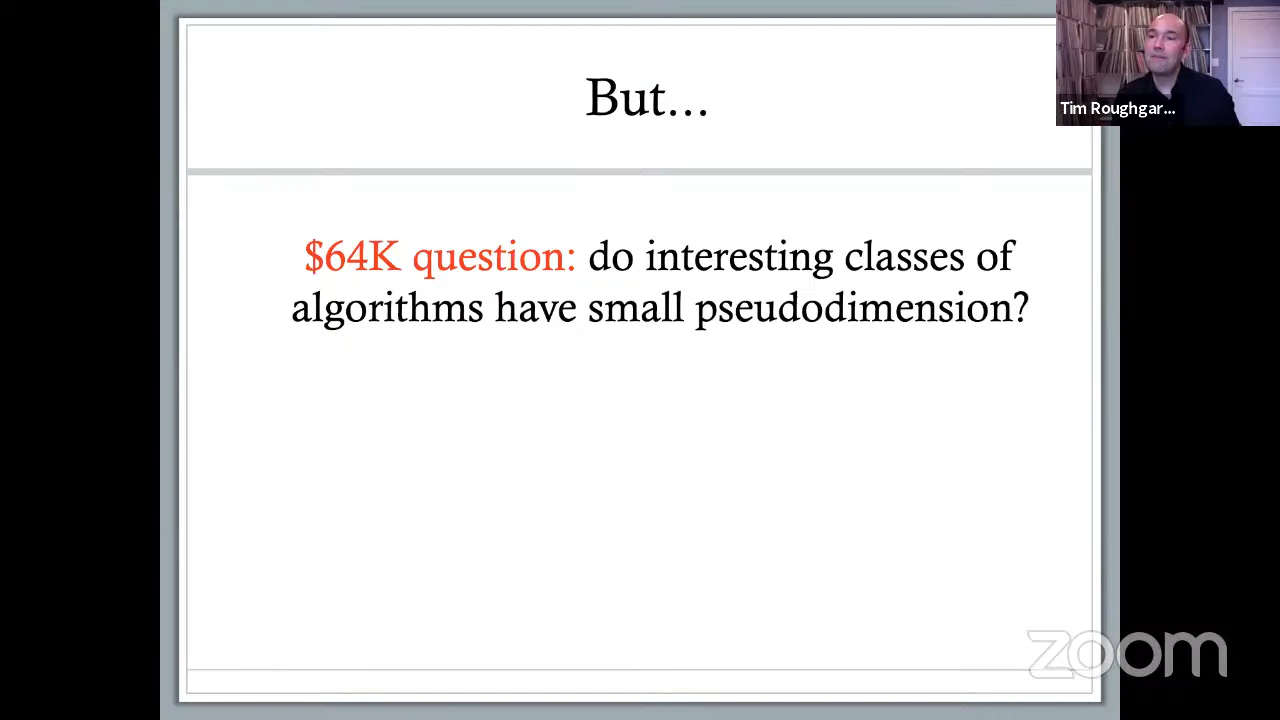 But...
$64K question: do interesting classes of
algorithms have small pseudodimension?
Tim Roughgar...
zoom